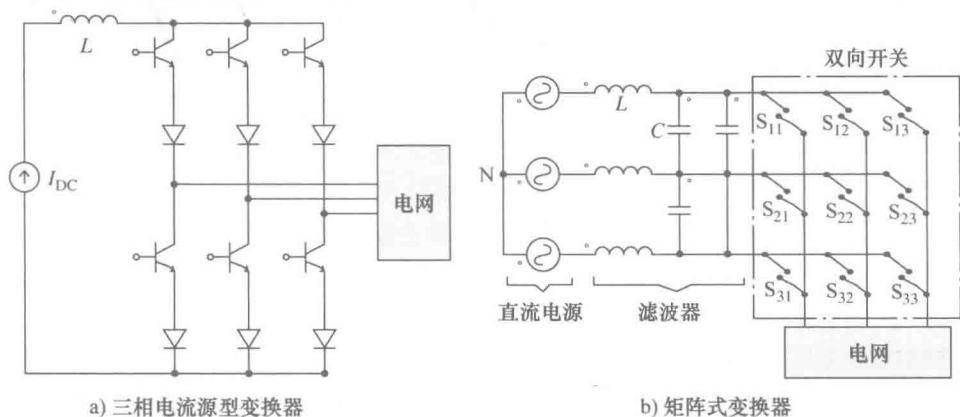 L
I_DC
电网
a) 三相电流源型变换器
双向开关
L
C
N
S11
S12
S13
S21
S22
S23
S31
S32
S33
直流电源
滤波器
电网
b) 矩阵式变换器